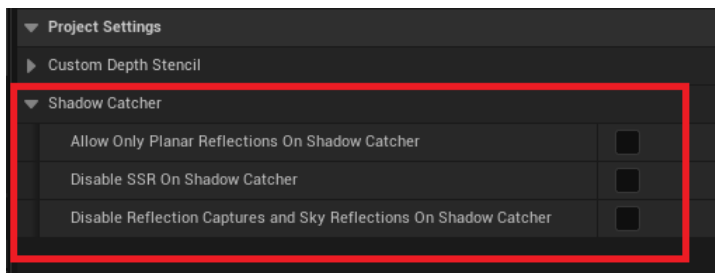 Project Settings
Custom Depth Stencil
Shadow Catcher
Allow Only Planar Reflections On Shadow Catcher
Disable SSR On Shadow Catcher
Disable Reflection Captures and Sky Reflections On Shadow Catcher